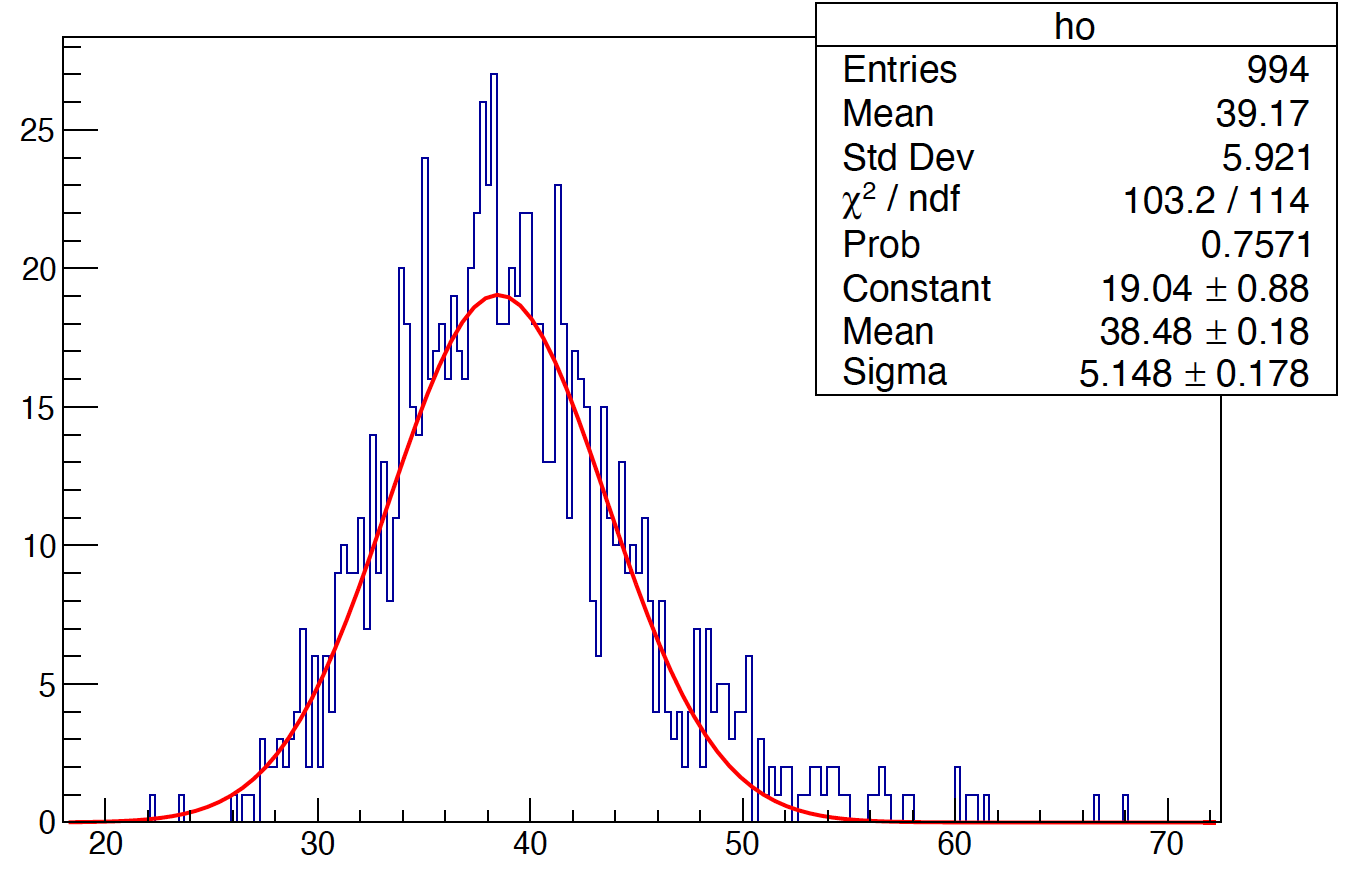 ho
Entries 994
Mean 39.17
Std Dev 5.921
χ² / ndf 103.2 / 114
Prob 0.7571
Constant 19.04 ± 0.88
Mean 38.48 ± 0.18
Sigma 5.148 ± 0.178
25
20
15
10
5
0
20 30 40 50 60 70